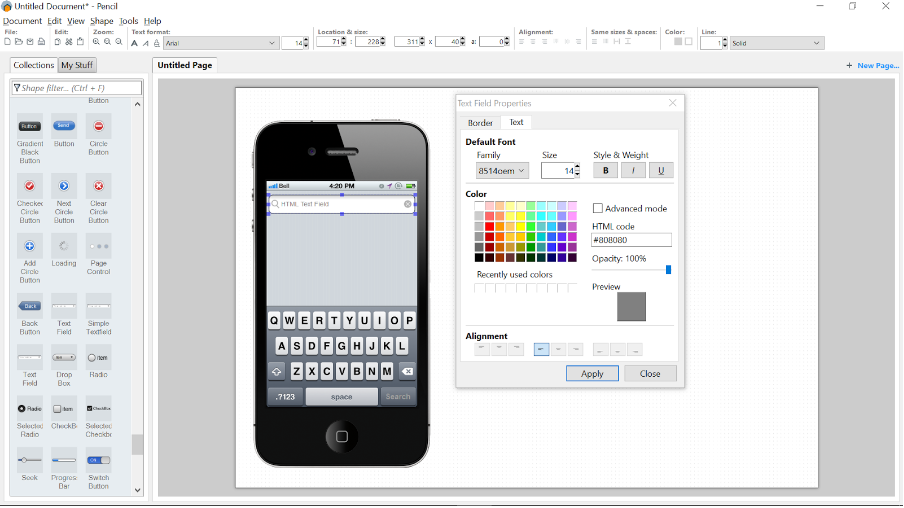 Untitled Document* - Pencil
Document Edit View Shape Tools Help
File: Edit: Zoom: Text format: Location & size: Alignment: Same sizes & spaces: Color: Line:
Arial 14 71 : 228 311 x 40 a: 0 1 Solid
Collections My Stuff Untitled Page + New Page...
Shape filter... (Ctrl + F)
Button
Button Send
Gradient Black Button
Button
Circle Button
Checked Circle Button
Next Circle Button
Clear Circle Button
Add Circle Button
Loading
Page Control
Back
Back Button
Text Field
Simple Textfield
Text Field
Drop Box
Item
Radio
Radio
Selected Radio
Item
CheckB
CheckBox
Selected Checkbo
Seek
Progres Bar
ON
Switch Button
Bell 4:20 PM
HTML Text Field
Q W E R T Y U I O P
A S D F G H J K L
Z X C V B N M
.?123 space Search
Text Field Properties
Border Text
Default Font
Family Size Style & Weight
8514oem 14 B I U
Color
Advanced mode
HTML code
#808080
Opacity: 100%
Recently used colors
Preview
Alignment
Apply Close